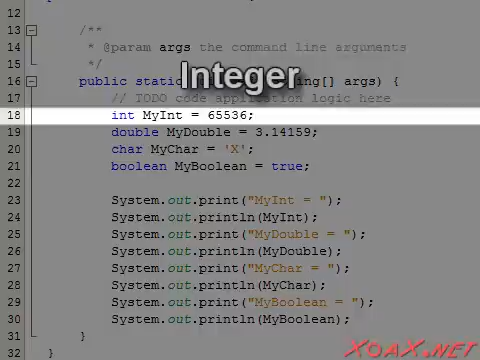 12
13 /**
14 * @param args the command line arguments
15 */
Integer
16 public static ing[] args) {
17 // TODO code application logic here
18 int MyInt = 65536;
19 double MyDouble = 3.14159;
20 char MyChar = 'X';
21 boolean MyBoolean = true;
22
23 System.out.print("MyInt = ");
24 System.out.println(MyInt);
25 System.out.print("MyDouble = ");
26 System.out.println(MyDouble);
27 System.out.print("MyChar = ");
28 System.out.println(MyChar);
29 System.out.print("MyBoolean = ");
30 System.out.println(MyBoolean);
31 }
32 }
XOAX.NET